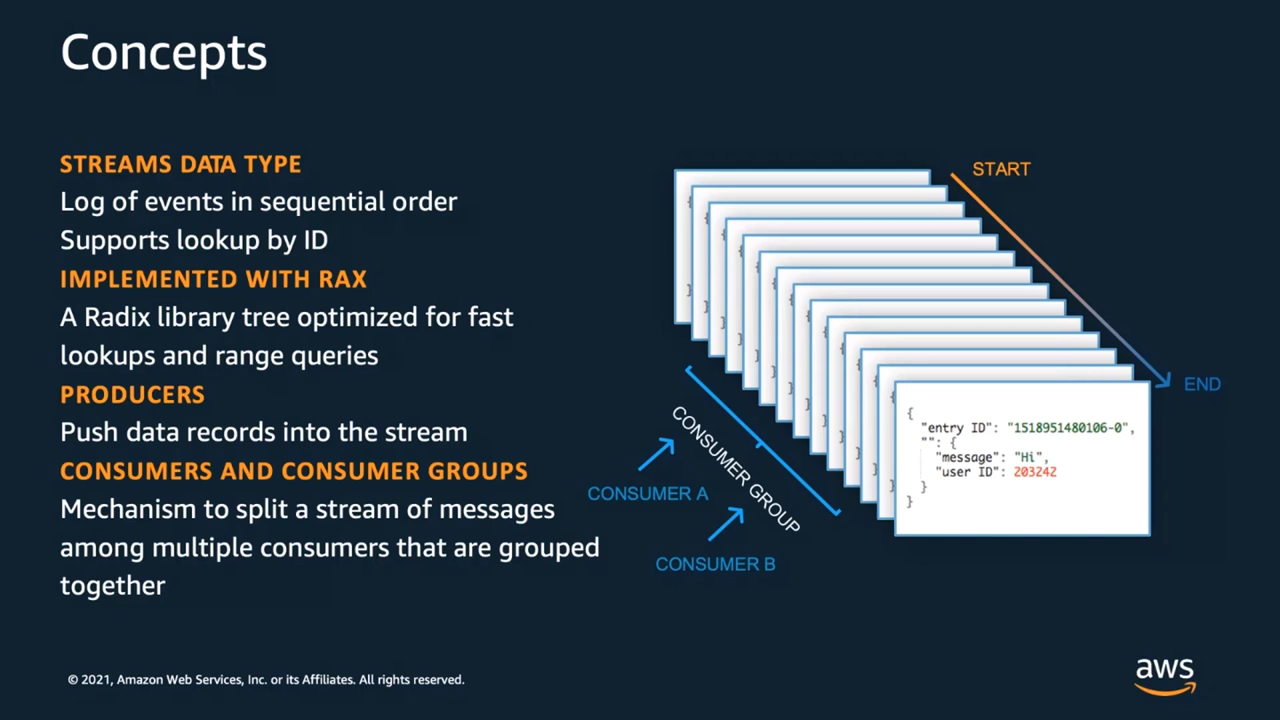 Concepts
STREAMS DATA TYPE
Log of events in sequential order
Supports lookup by ID
IMPLEMENTED WITH RAX
A Radix library tree optimized for fast
lookups and range queries
PRODUCERS
Push data records into the stream
CONSUMERS AND CONSUMER GROUPS
Mechanism to split a stream of messages
among multiple consumers that are grouped
together
START
END
{
"entry ID": "1518951480106-0",
"": {
"message": "Hi",
"user ID": 203242
}
}
CONSUMER GROUP
CONSUMER A
CONSUMER B
© 2021, Amazon Web Services, Inc. or its Affiliates. All rights reserved.
aws